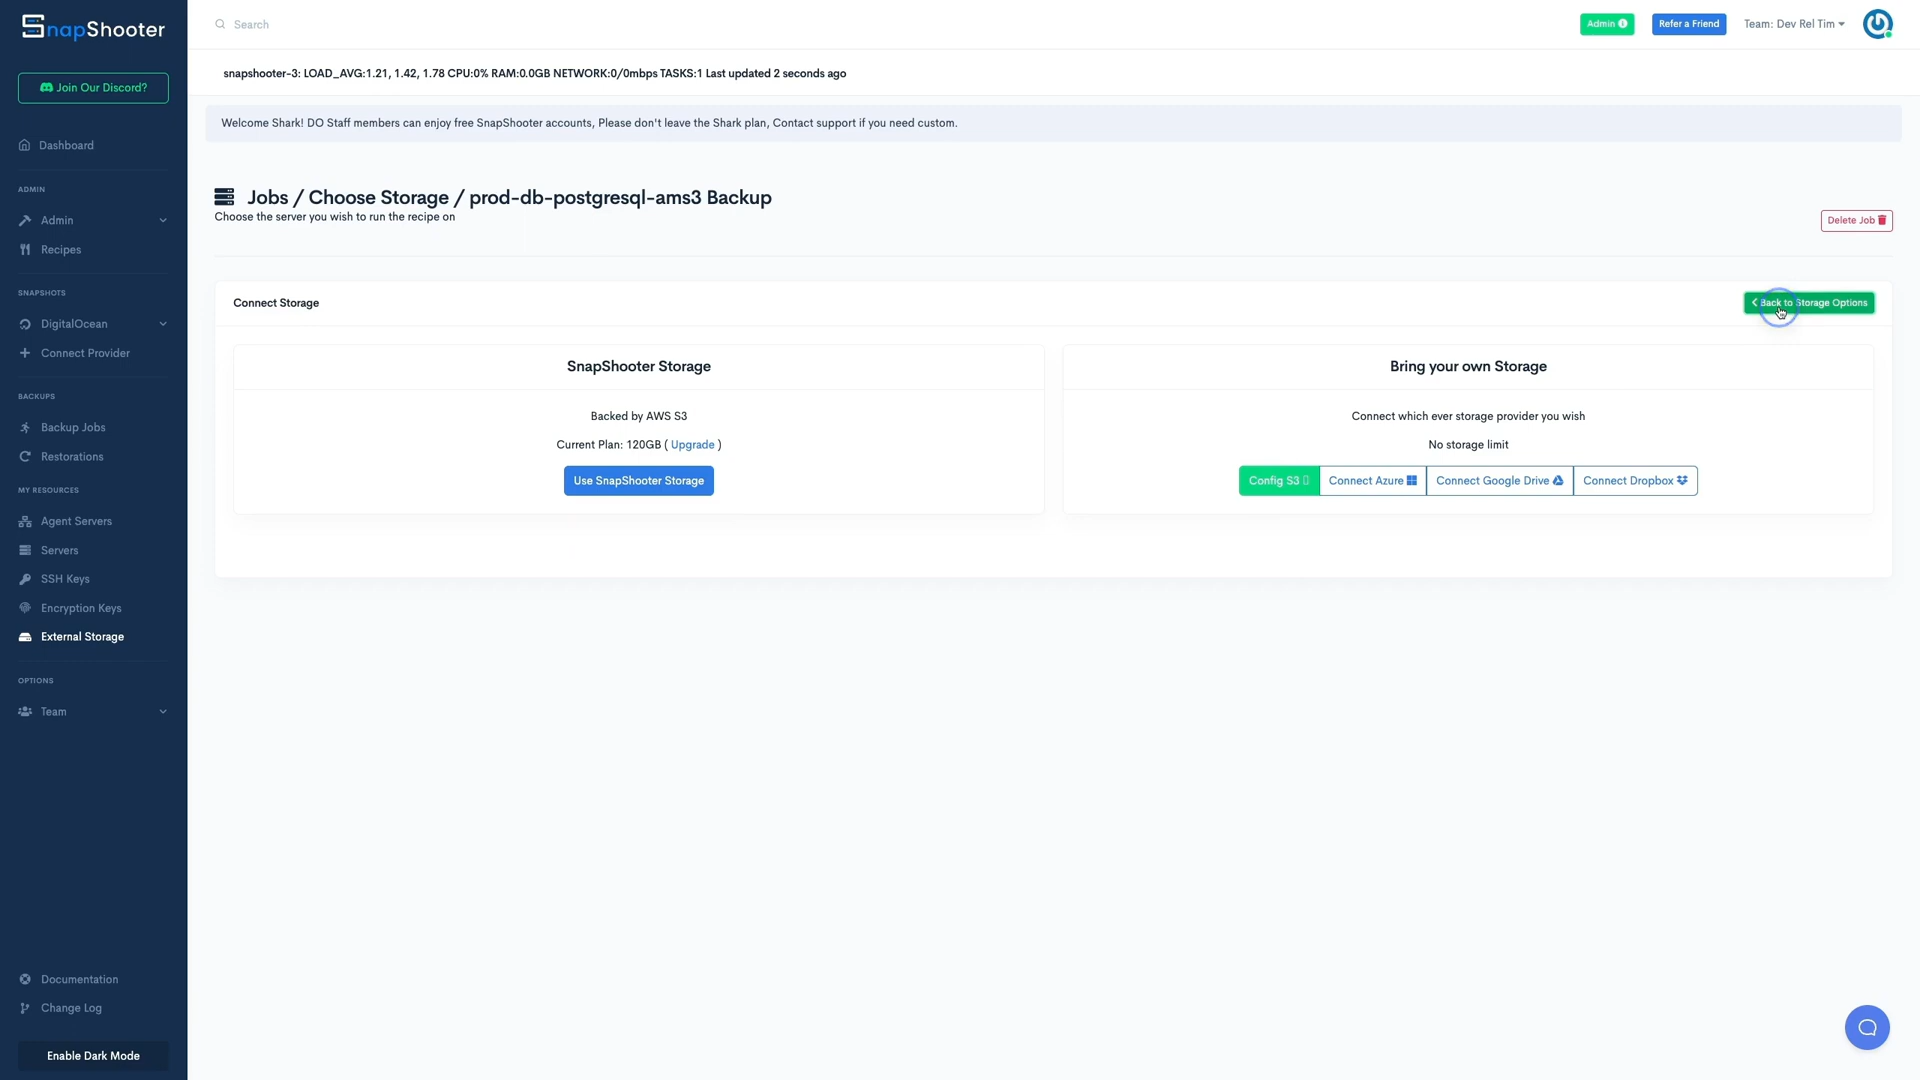 SnapShooter
Search
Admin
Refer a Friend
Team: Dev Rel Tim
Join Our Discord?
snapshooter-3: LOAD_AVG:1.21, 1.42, 1.78 CPU:0% RAM:0.0GB NETWORK:0/0mbps TASKS:1 Last updated 2 seconds ago
Welcome Shark! DO Staff members can enjoy free SnapShooter accounts, Please don't leave the Shark plan, Contact support if you need custom.
Dashboard
ADMIN
Admin
Recipes
SNAPSHOTS
DigitalOcean
Connect Provider
BACKUPS
Backup Jobs
Restorations
MY RESOURCES
Agent Servers
Servers
SSH Keys
Encryption Keys
External Storage
OPTIONS
Team
Documentation
Change Log
Enable Dark Mode
Jobs / Choose Storage / prod-db-postgresql-ams3 Backup
Choose the server you wish to run the recipe on
Delete Job
Connect Storage
Back to Storage Options
SnapShooter Storage
Backed by AWS S3
Current Plan: 120GB ( Upgrade )
Use SnapShooter Storage
Bring your own Storage
Connect which ever storage provider you wish
No storage limit
Config S3
Connect Azure
Connect Google Drive
Connect Dropbox